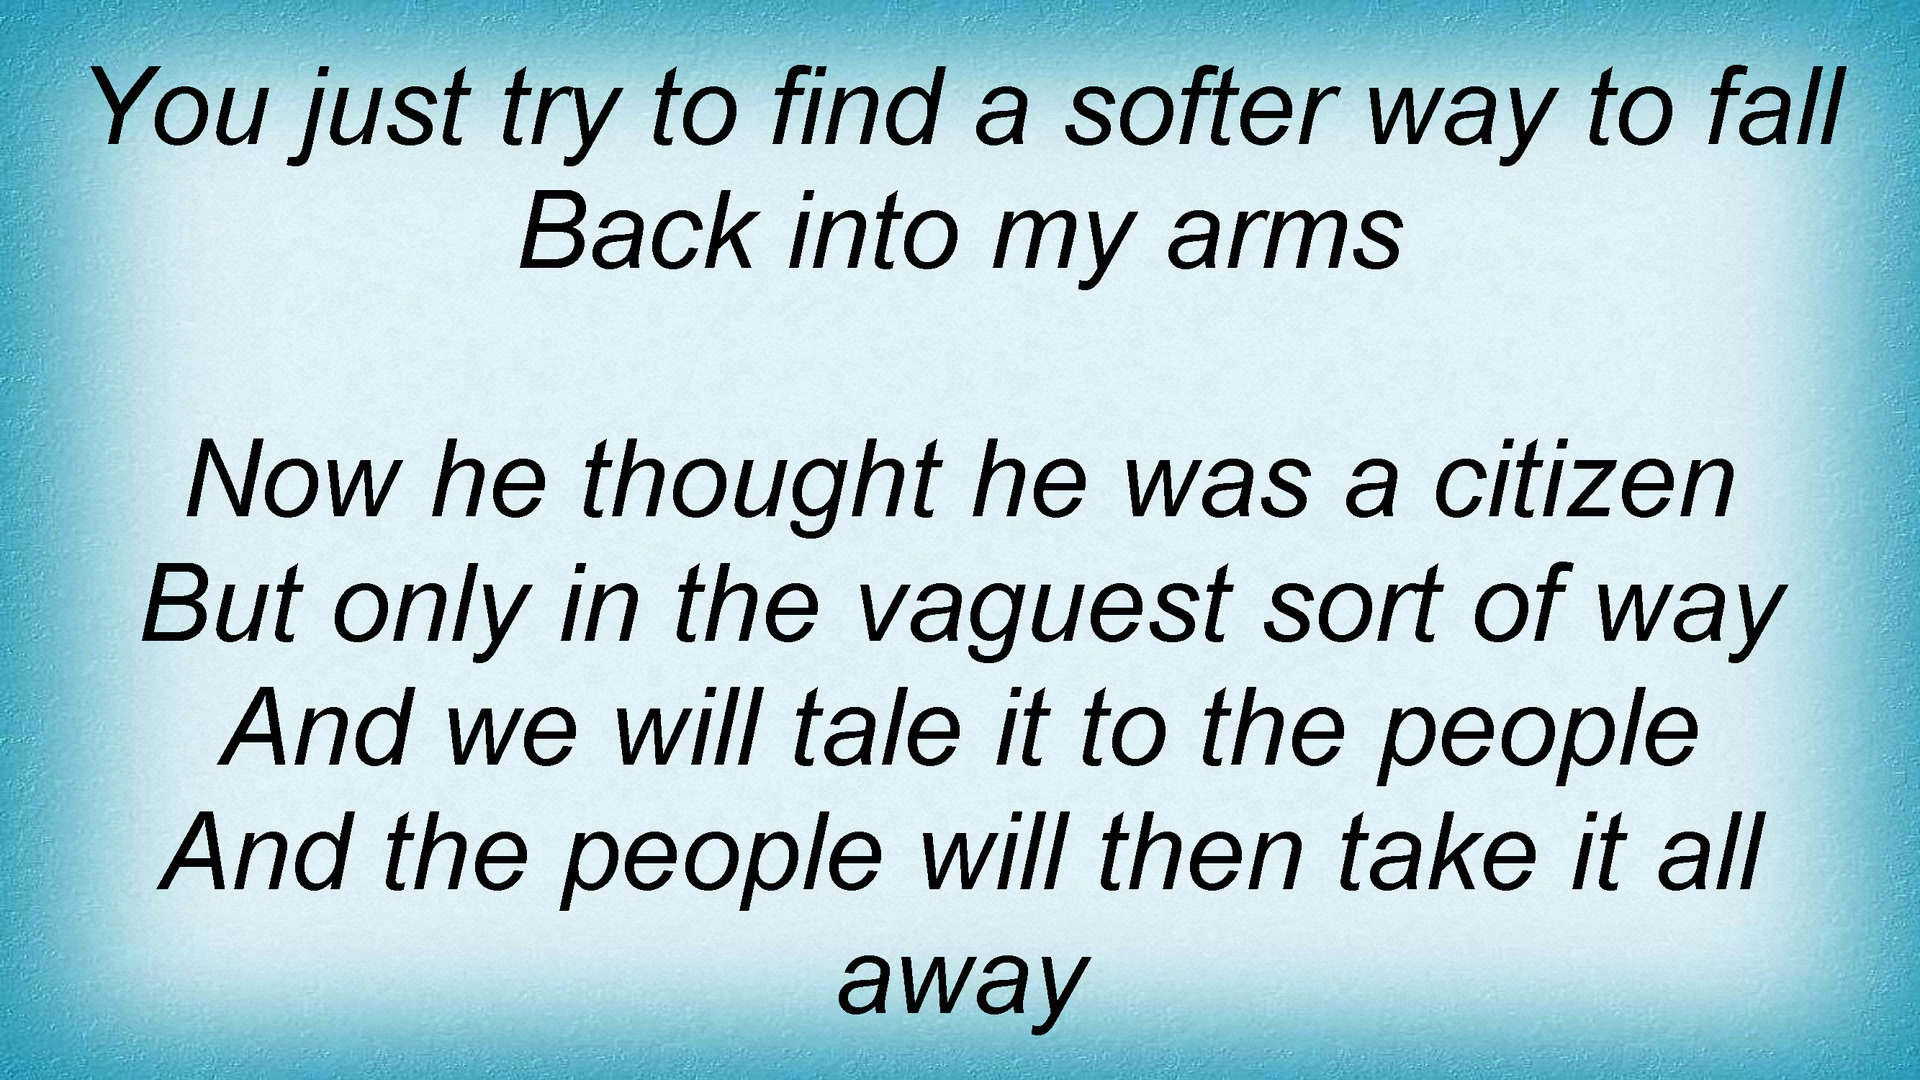 You just try to find a softer way to fall
Back into my arms
Now he thought he was a citizen
But only in the vaguest sort of way
And we will tale it to the people
And the people will then take it all
away